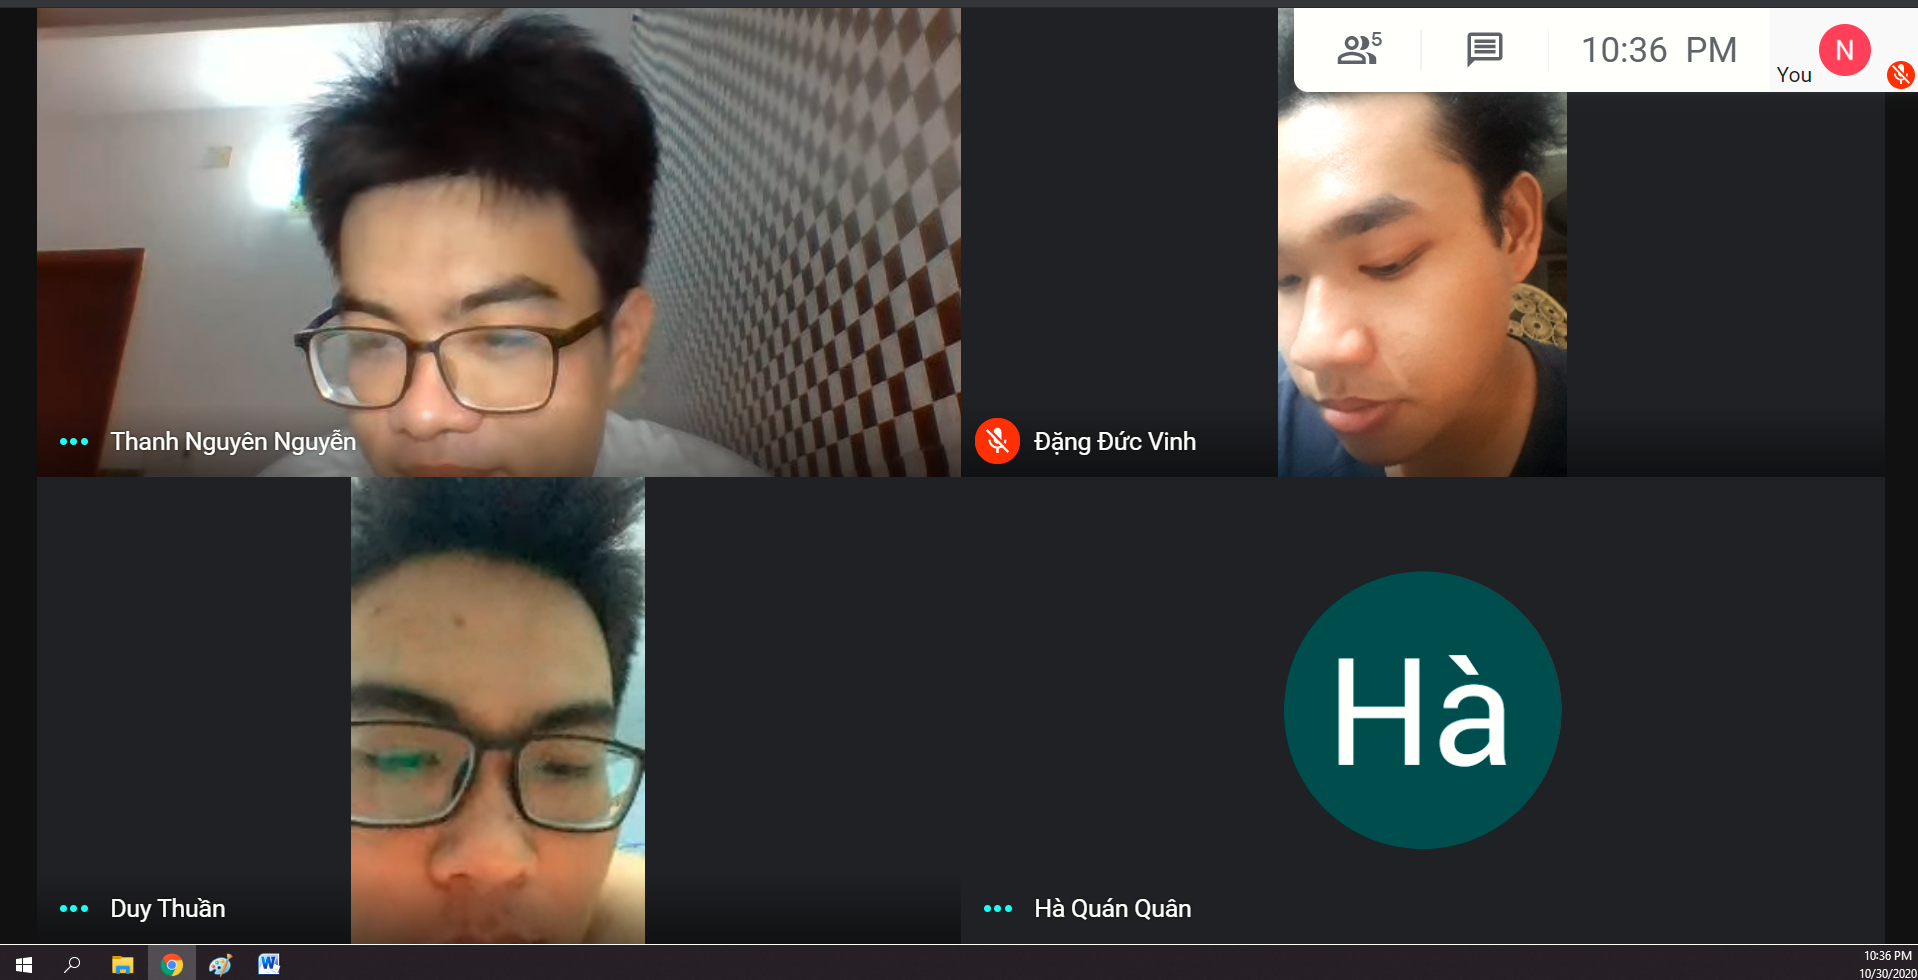 5
10:36 PM
You
N
Thanh Nguyên Nguyễn
Đặng Đức Vinh
Hà
Duy Thuần
Hà Quán Quân
W
10:36 PM
10/30/2020